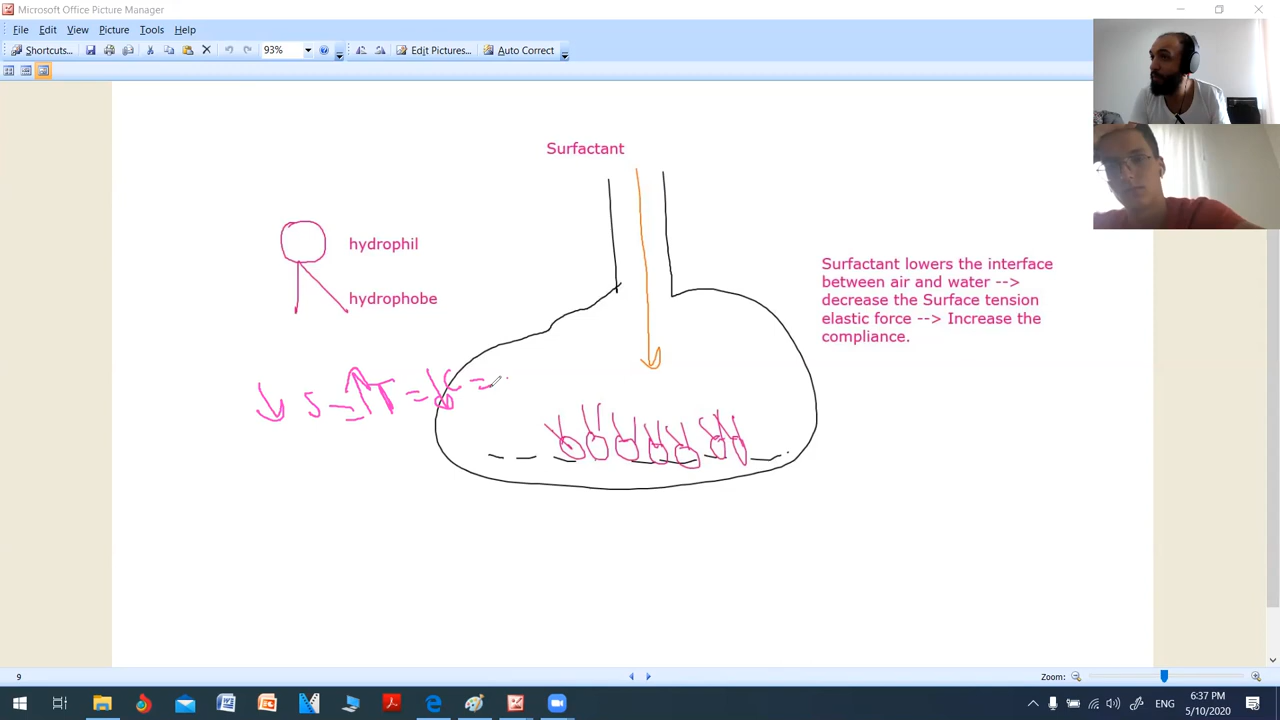 Microsoft Office Picture Manager
File Edit View Picture Tools Help
Shortcuts... 93% Edit Pictures... Auto Correct
Surfactant
hydrophil
hydrophobe
Surfactant lowers the interface
between air and water -->
decrease the Surface tension
elastic force --> Increase the
compliance.
↓ S = ↑T = ↓C =
9
Zoom:
ENG
6:37 PM
5/10/2020